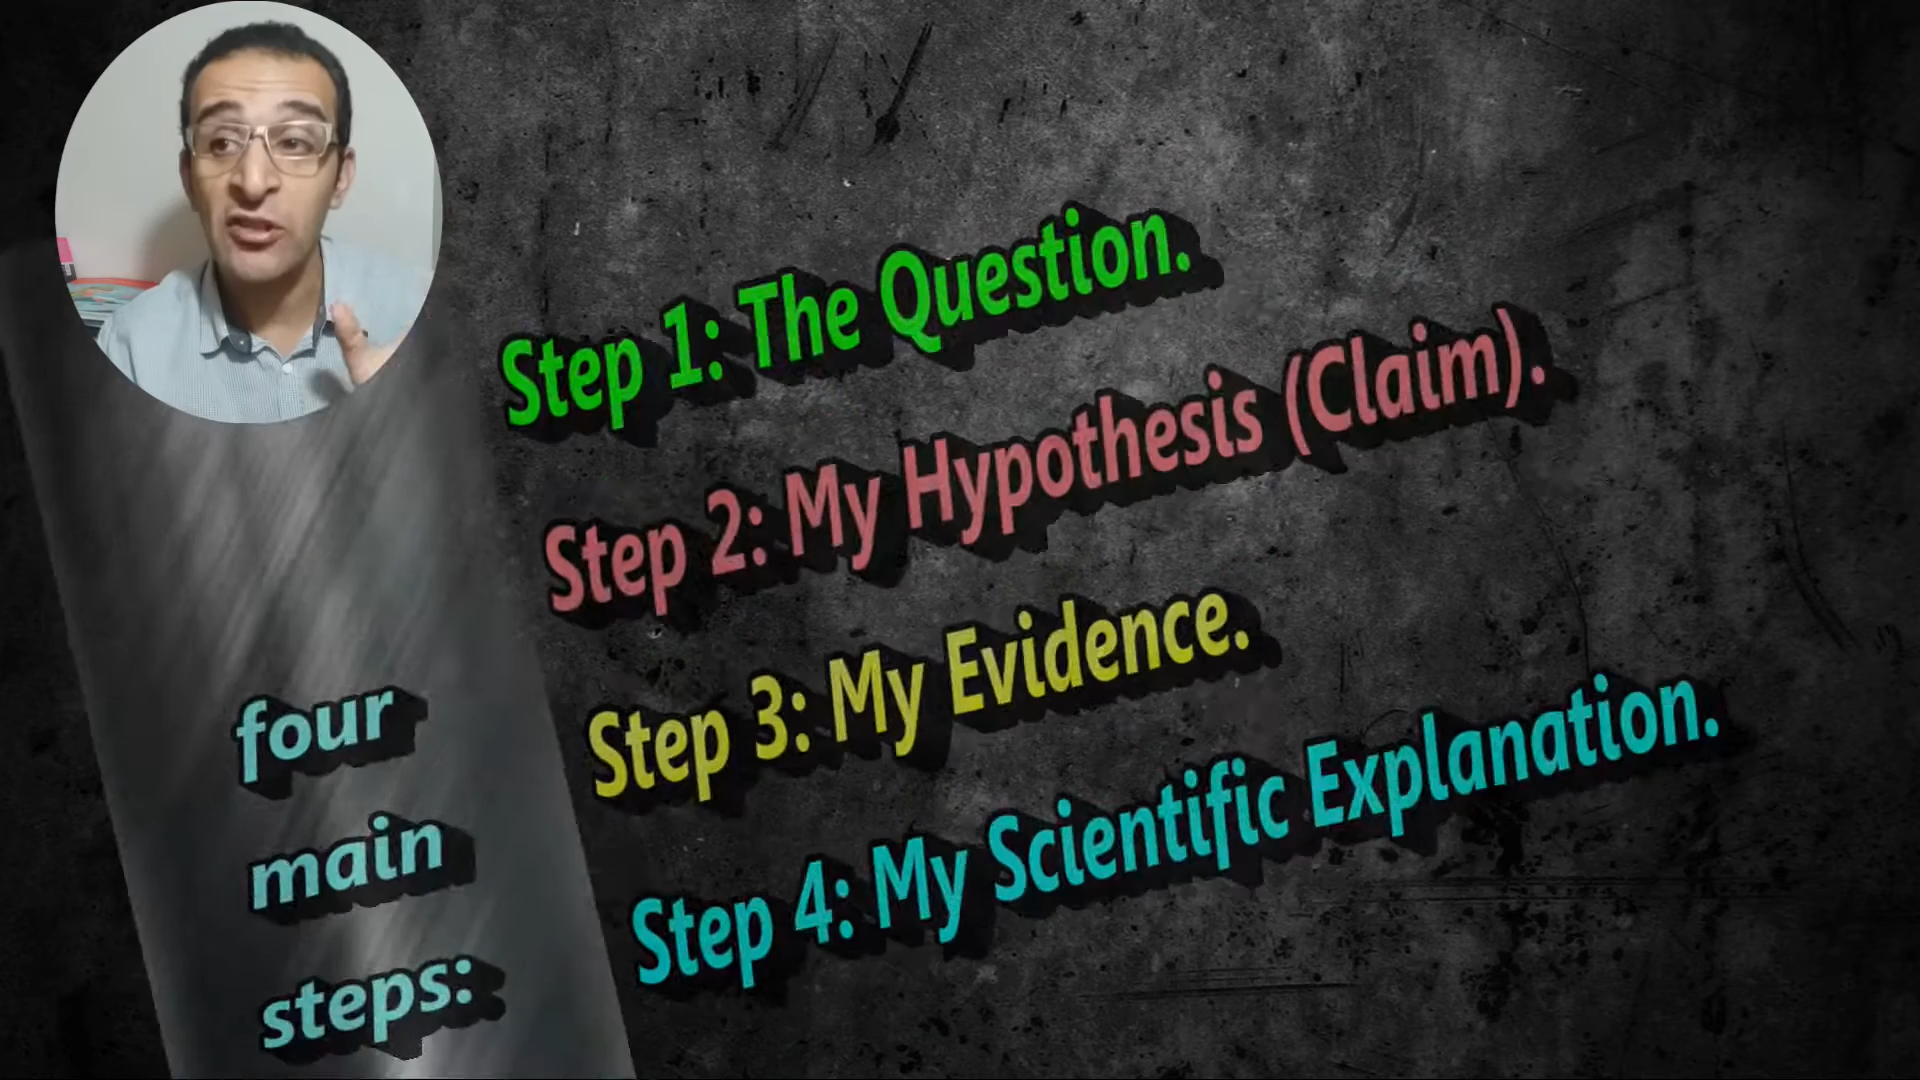 four
main
steps:
Step 1: The Question.
Step 2: My Hypothesis (Claim).
Step 3: My Evidence.
Step 4: My Scientific Explanation.